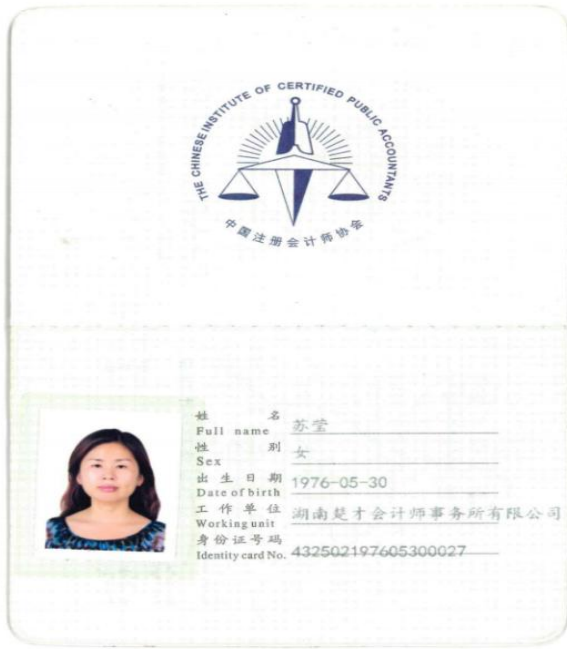 THE CHINESE INSTITUTE OF CERTIFIED PUBLIC ACCOUNTANTS
中国注册会计师协会
姓 名 苏莹
Full name
性 别 女
Sex
出生日期 1976-05-30
Date of birth
工作单位 湖南楚才会计师事务所有限公司
Working unit
身份证号码 432502197605300027
Identity card No.